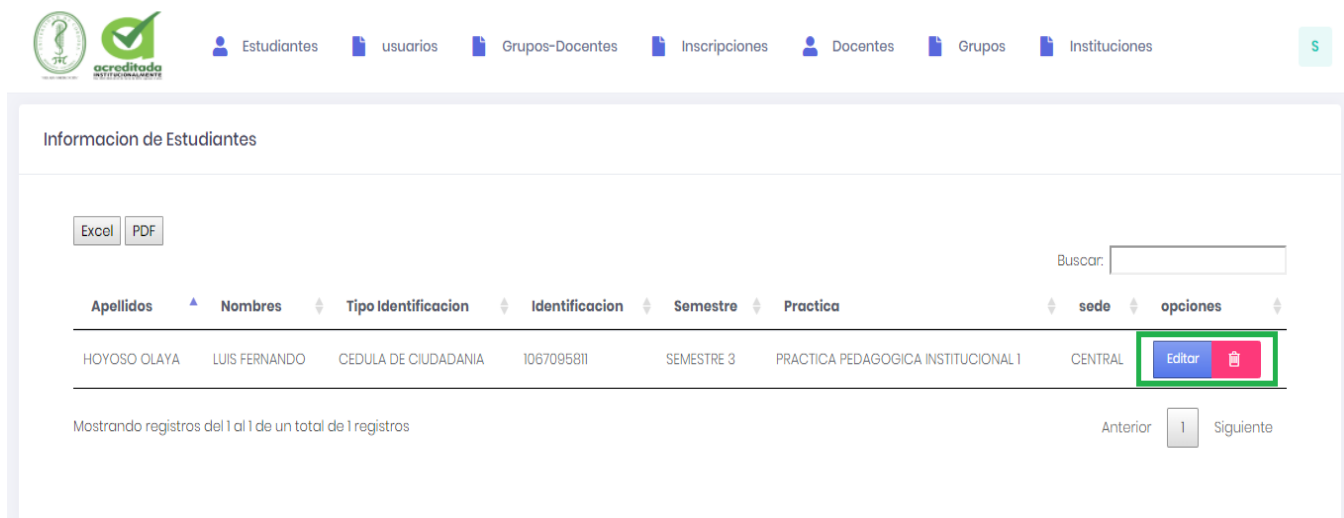 acreditada
INSTITUCIONALMENTE
Estudiantes usuarios Grupos-Docentes Inscripciones Docentes Grupos Instituciones S
Informacion de Estudiantes
Excel PDF
Buscar:
Apellidos Nombres Tipo Identificacion Identificacion Semestre Practica sede opciones
HOYOSO OLAYA LUIS FERNANDO CEDULA DE CIUDADANIA 1067095811 SEMESTRE 3 PRACTICA PEDAGOGICA INSTITUCIONAL 1 CENTRAL Editar
Mostrando registros del 1 al 1 de un total de 1 registros
Anterior 1 Siguiente